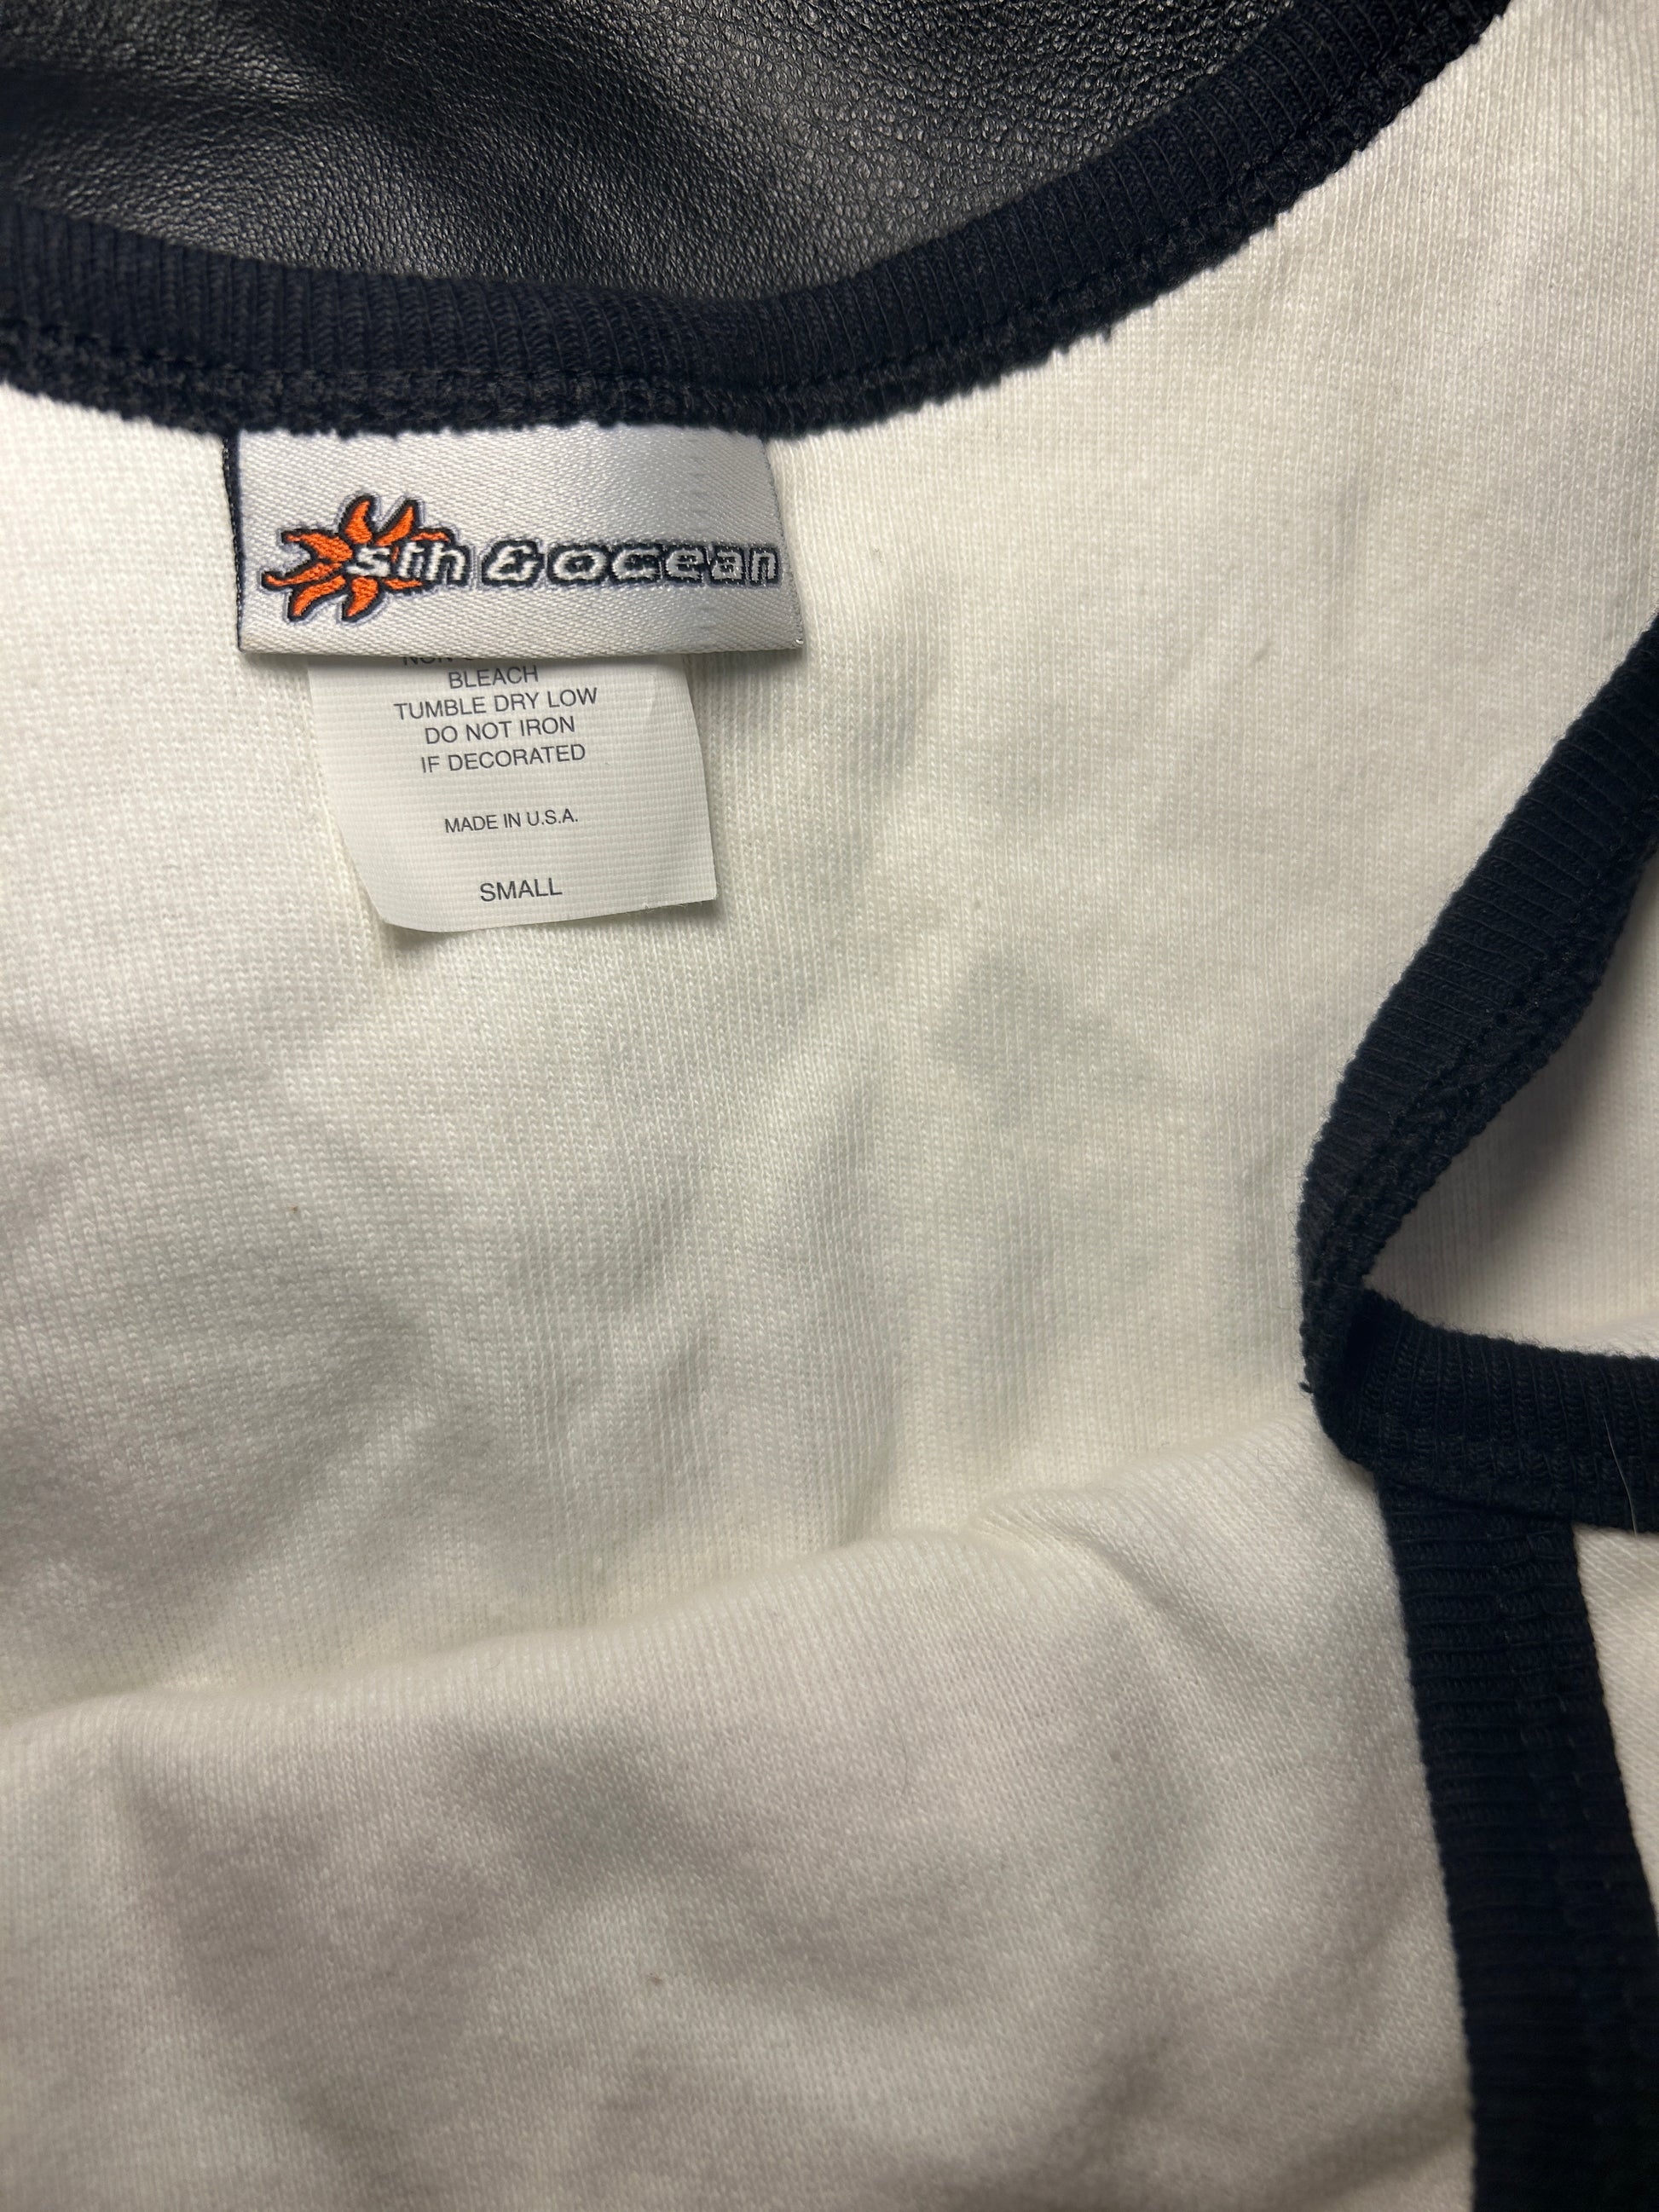 5th & ocean
BLEACH
TUMBLE DRY LOW
DO NOT IRON
IF DECORATED
MADE IN U.S.A.
SMALL